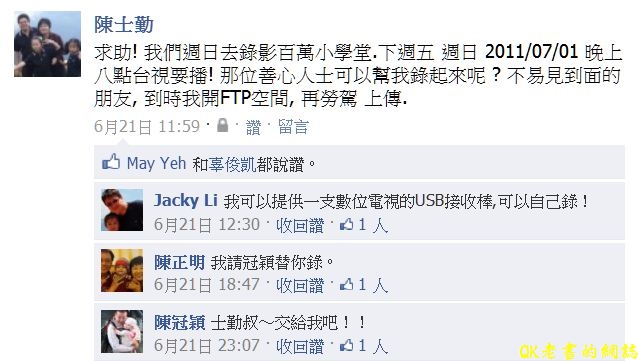 陳士勤
求助! 我們週日去錄影百萬小學堂.下週五 週日 2011/07/01 晚上
八點台視要播! 那位善心人士可以幫我錄起來呢 ? 不易見到面的
朋友, 到時我開FTP空間, 再勞駕 上傳.
6月21日 11:59 · · 讚 · 留言
May Yeh 和辜俊凱都說讚。
Jacky Li 我可以提供一支數位電視的USB接收棒,可以自己錄！
6月21日 12:30 · 收回讚 · 1 人
陳正明 我請冠穎替你錄。
6月21日 18:47 · 收回讚 · 1 人
陳冠穎 士勤叔～交給我吧！！
6月21日 23:07 · 收回讚 · 1 人
QK老爹的網誌